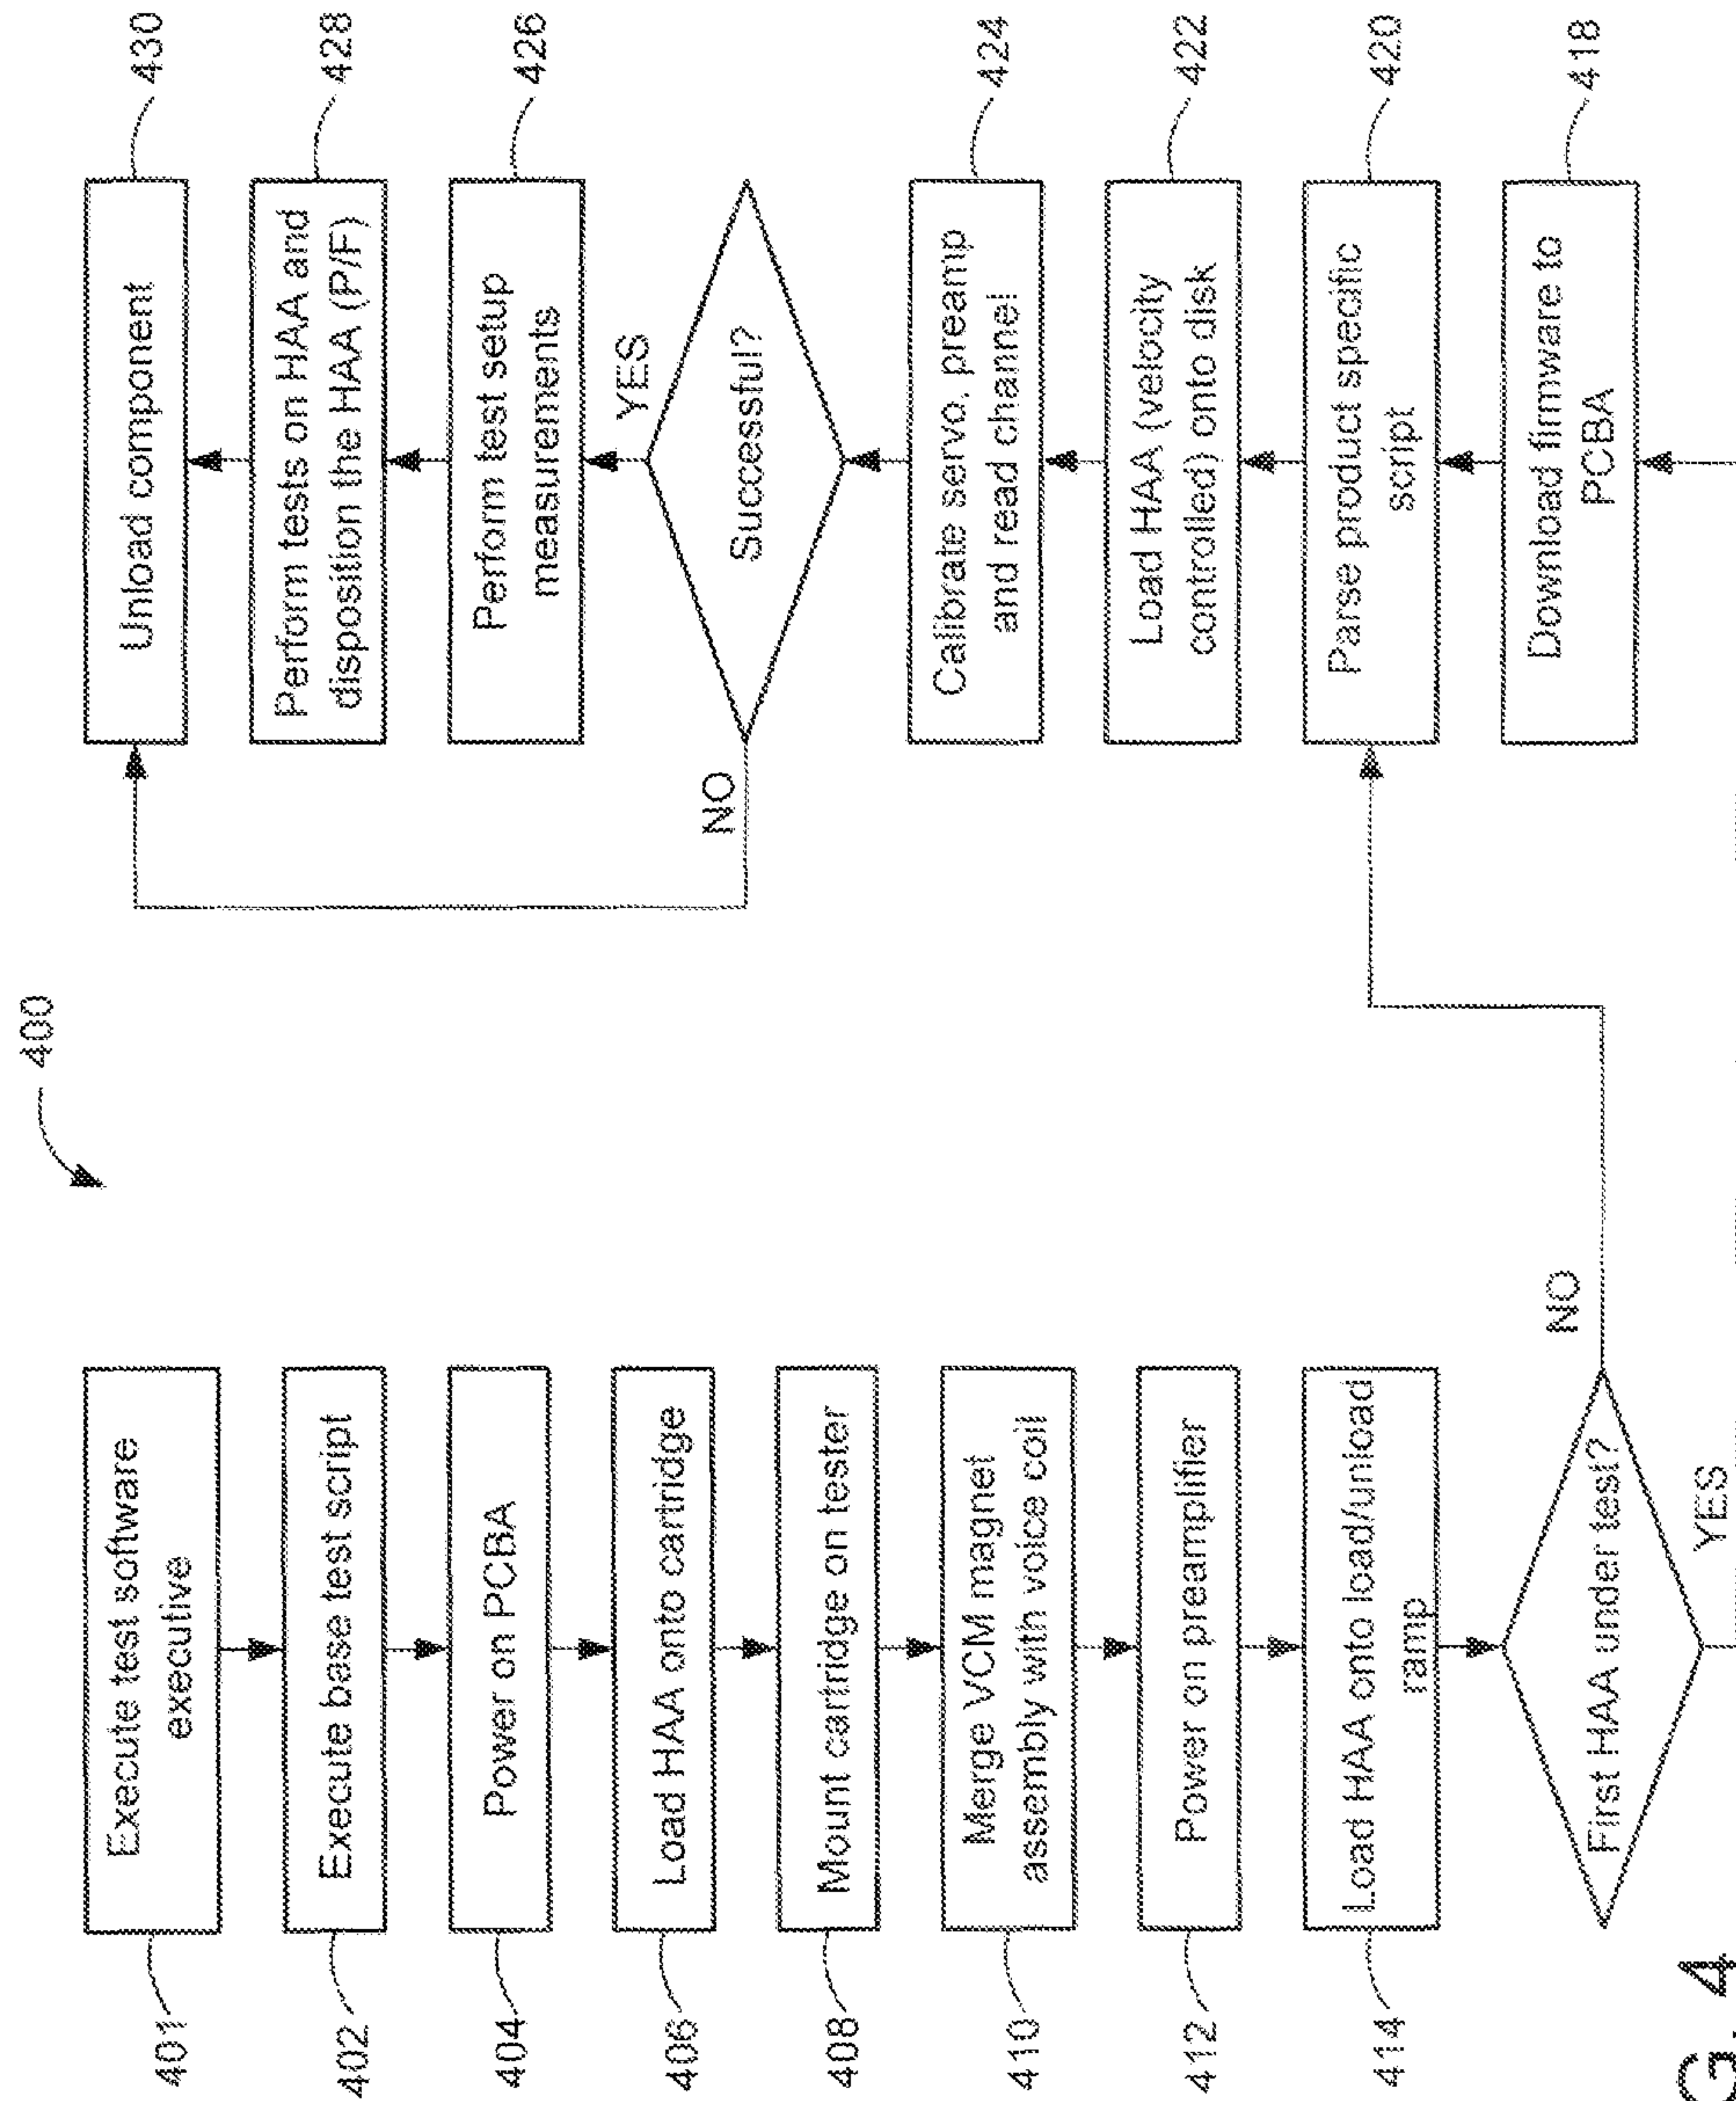 400
401
Execute test software
executive
402
Execute base test script
404
Power on PCBA
406
Load HAA onto cartridge
408
Mount cartridge on tester
410
Merge VCM magnet
assembly with voice coil
412
Power on preamplifier
414
Load HAA onto load/unload
ramp
First HAA under test?
NO
YES
430
Unload component
428
Perform tests on HAA and
disposition the HAA (P/F)
426
Perform test setup
measurements
YES
Successful?
NO
424
Calibrate servo, preamp
and read channel
422
Load HAA (velocity
controlled) onto disk
420
Parse product specific
script
418
Download firmware to
PCBA
G. 4